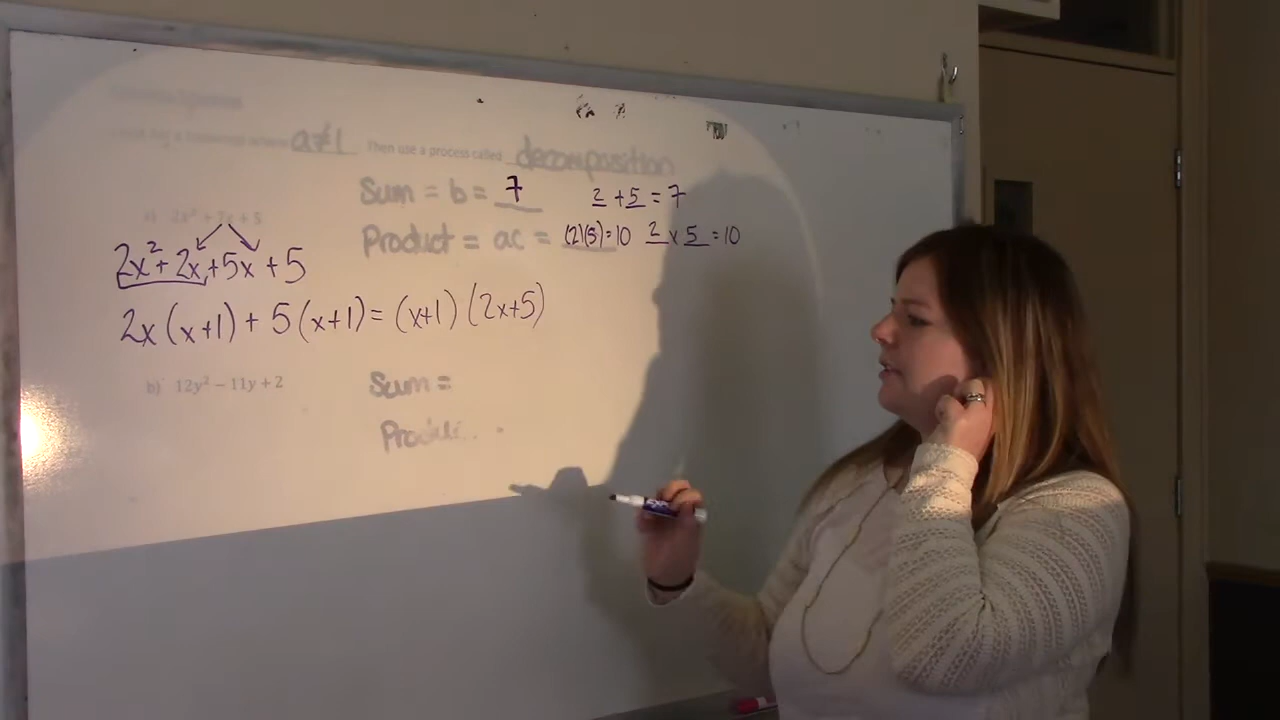 a≠1 Then use a process called decomposition
Sum = b = 7 2 + 5 = 7
a) 2x² + 7x + 5
Product = ac = (2)(5)=10 2 x 5 = 10
2x² + 2x + 5x + 5
2x(x+1) + 5(x+1) = (x+1)(2x+5)
b) 12y² − 11y + 2
Sum =